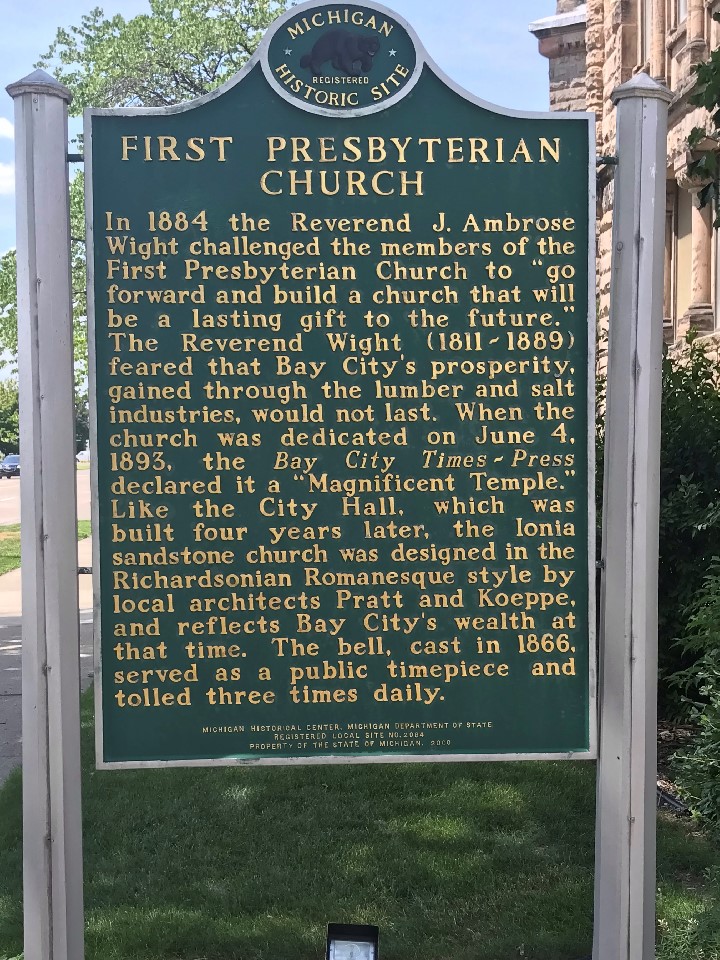 MICHIGAN
REGISTERED
HISTORIC SITE
FIRST PRESBYTERIAN
CHURCH
In 1884 the Reverend J. Ambrose
Wight challenged the members of the
First Presbyterian Church to "go
forward and build a church that will
be a lasting gift to the future."
The Reverend Wight (1811~1889)
feared that Bay City's prosperity,
gained through the lumber and salt
industries, would not last. When the
church was dedicated on June 4,
1893, the Bay City Times~Press
declared it a "Magnificent Temple."
Like the City Hall, which was
built four years later, the Ionia
sandstone church was designed in the
Richardsonian Romanesque style by
local architects Pratt and Koeppe,
and reflects Bay City's wealth at
that time. The bell, cast in 1866,
served as a public timepiece and
tolled three times daily.
MICHIGAN HISTORICAL CENTER, MICHIGAN DEPARTMENT OF STATE
REGISTERED LOCAL SITE NO. 2084
PROPERTY OF THE STATE OF MICHIGAN, 2000